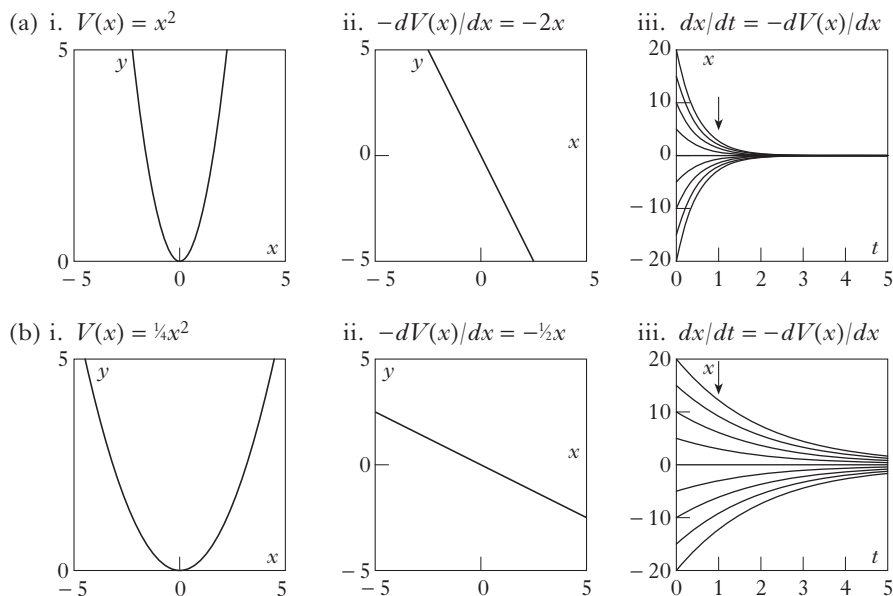 (a) i. V(x) = x²
ii. −dV(x)/dx = −2x
iii. dx/dt = −dV(x)/dx
5
y
0
x
−5
0
5
5
y
0
x
−5
−5
0
5
20
x
10
0
−10
t
−20
0
1
2
3
4
5
(b) i. V(x) = ¼x²
ii. −dV(x)/dx = −½x
iii. dx/dt = −dV(x)/dx
5
y
0
x
−5
0
5
5
y
0
x
−5
−5
0
5
20
x
10
0
−10
t
−20
0
1
2
3
4
5